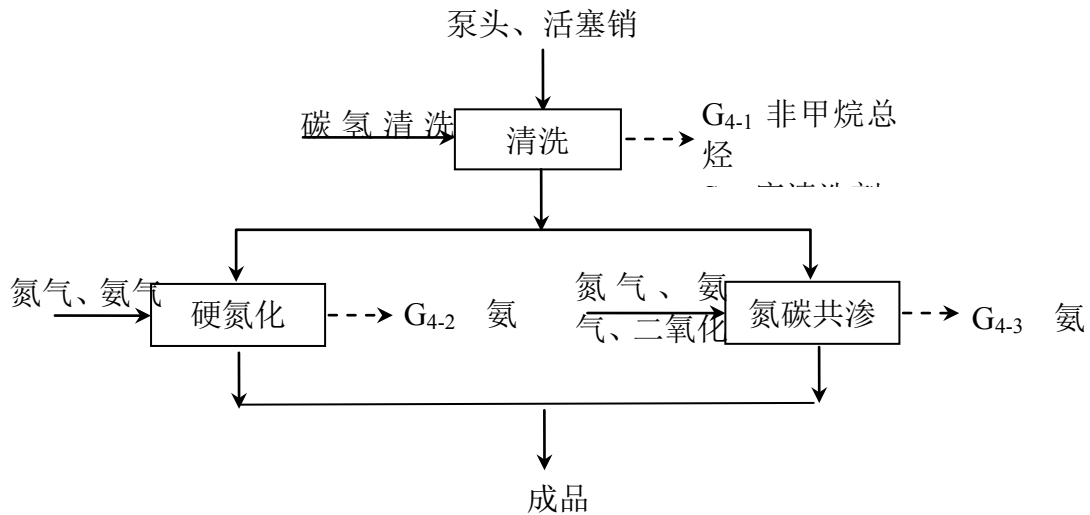 泵头、活塞销
碳氢清洗
清洗
G4-1 非甲烷总
烃
氮气、氨气
硬氮化
G4-2 氨
氮气、氨
气、二氧化
氮碳共渗
G4-3 氨
成品